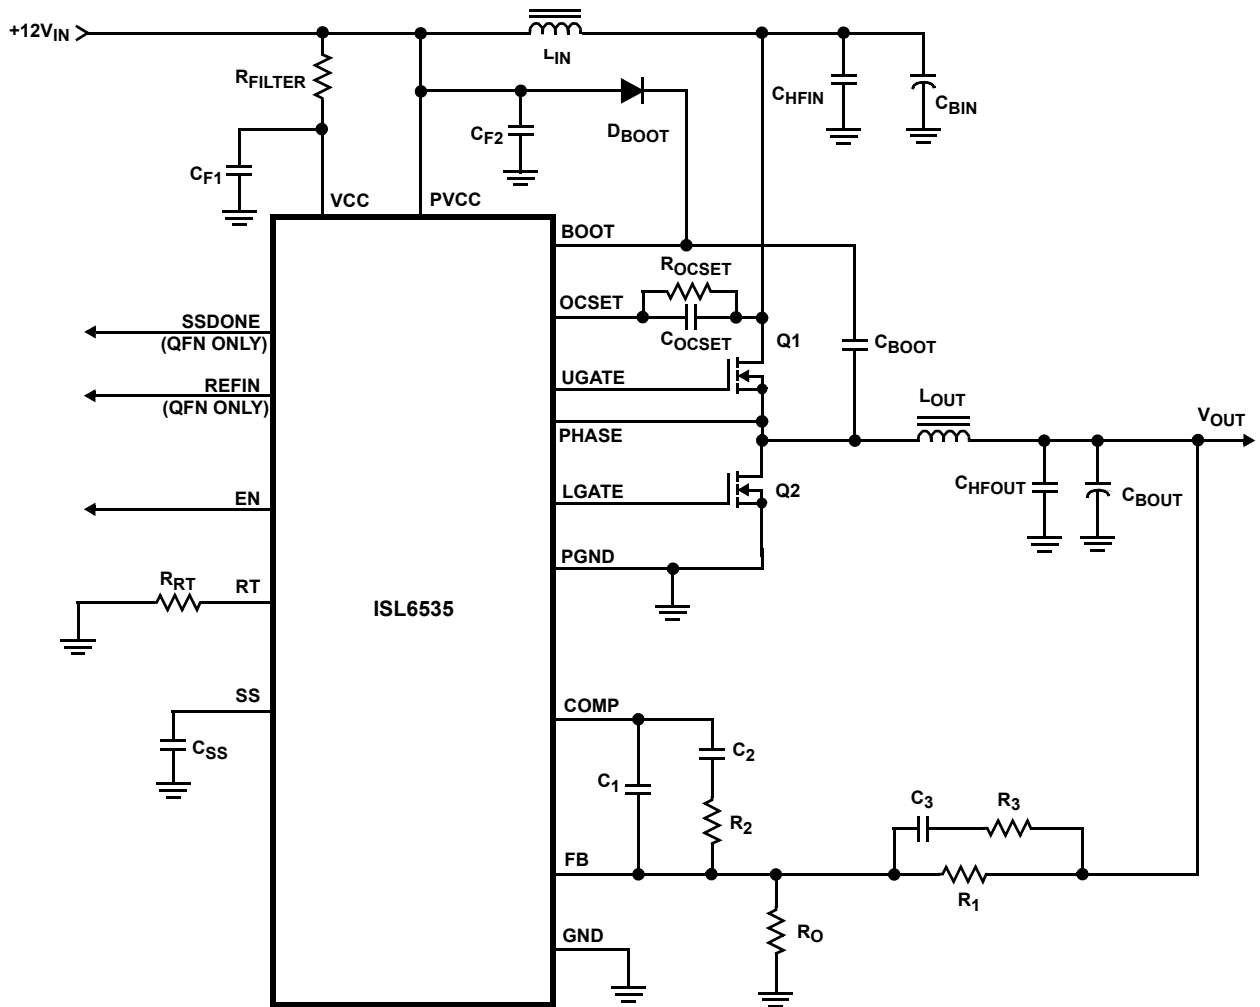 +12VIN
LIN
RFILTER
CHFIN
CBIN
CF2
DBOOT
CF1
VCC
PVCC
BOOT
ROCSET
OCSET
COCSET
Q1
CBOOT
SSDONE
(QFN ONLY)
UGATE
REFIN
(QFN ONLY)
LOUT
VOUT
PHASE
EN
LGATE
Q2
CHFOUT
CBOUT
PGND
RRT
RT
ISL6535
SS
COMP
CSS
C2
C1
R2
C3
R3
FB
R1
RO
GND